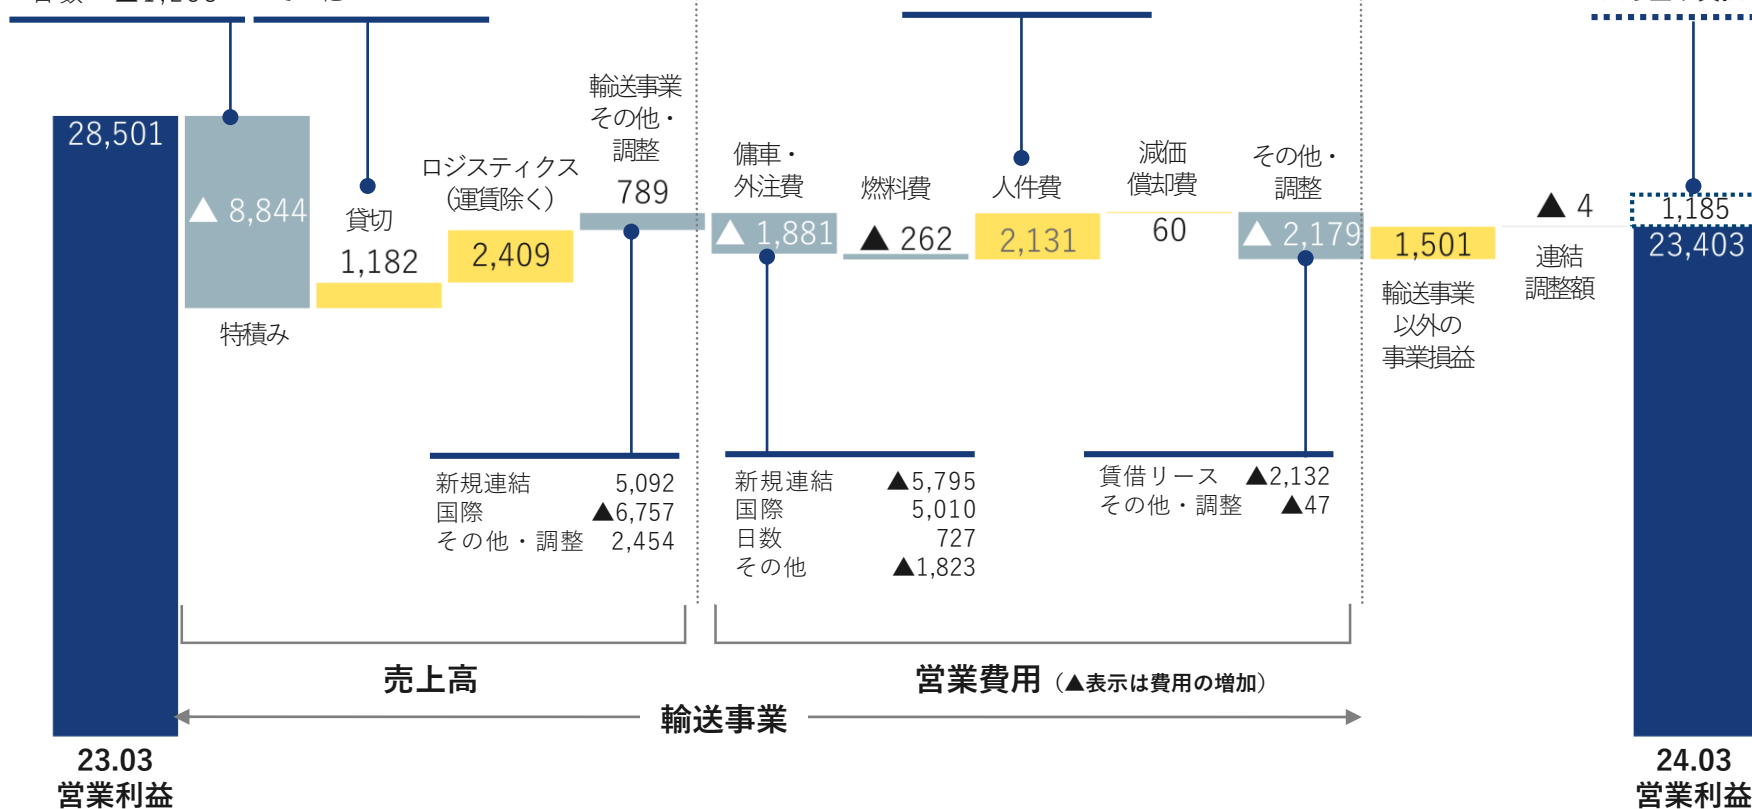 28,501
▲ 8,844
特積み
貸切
1,182
ロジスティクス
(運賃除く)
2,409
輸送事業
その他・
調整
789
傭車・
外注費
▲ 1,881
燃料費
▲ 262
人件費
2,131
減価
償却費
60
その他・
調整
▲ 2,179
1,501
輸送事業
以外の
事業損益
▲ 4
連結
調整額
1,185
23,403
新規連結 5,092
国際 ▲6,757
その他・調整 2,454
新規連結 ▲5,795
国際 5,010
日数 727
その他 ▲1,823
賃借リース ▲2,132
その他・調整 ▲47
売上高
営業費用 (▲表示は費用の増加)
輸送事業
23.03
営業利益
24.03
営業利益